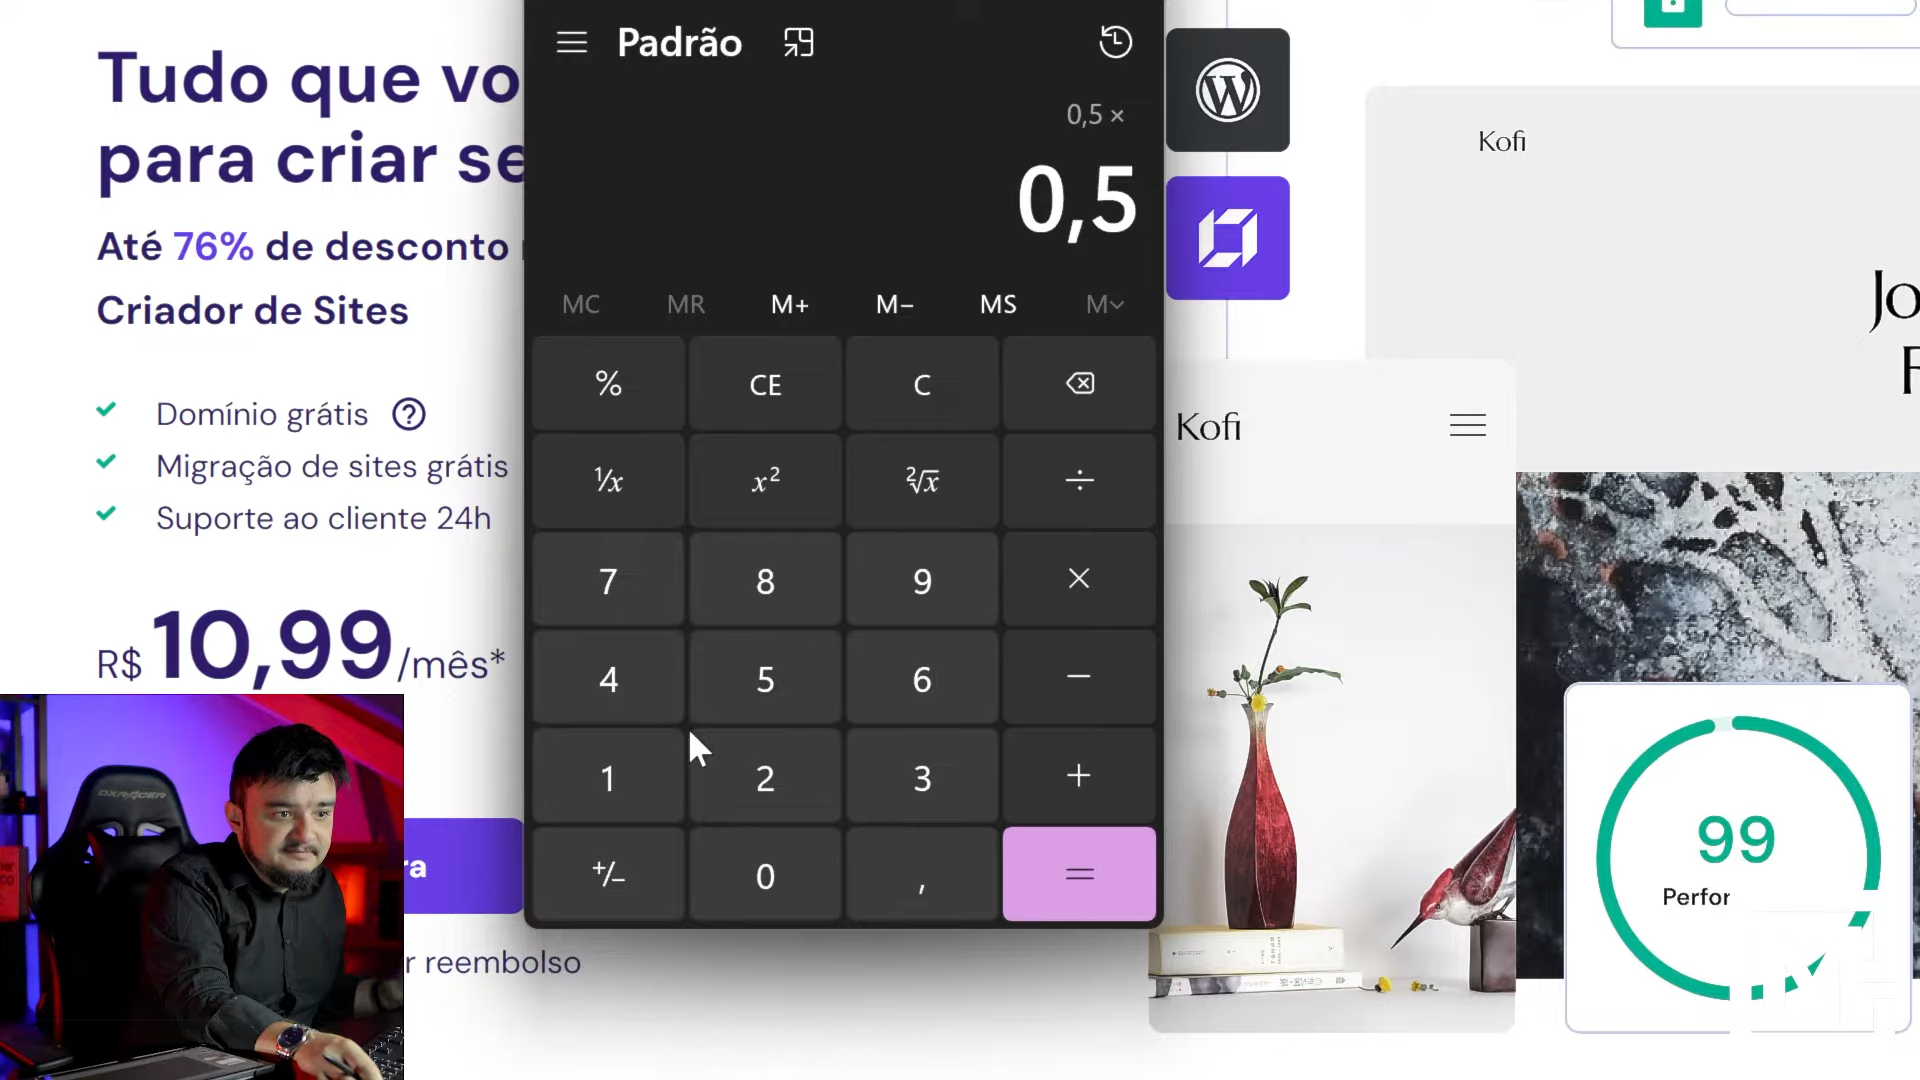 Tudo que vo
para criar se
Até 76% de desconto
Criador de Sites
Domínio grátis ?
Migração de sites grátis
Suporte ao cliente 24h
R$ 10,99/mês*
ra
r reembolso
Padrão
0,5 ×
0,5
MC MR M+ M− MS M
% CE C
⅟x x² ²√x ÷
7 8 9 ×
4 5 6 −
1 2 3 +
+/− 0 , =
W
Kofi
Jo
F
Kofi
99
Perfor
DXRACER